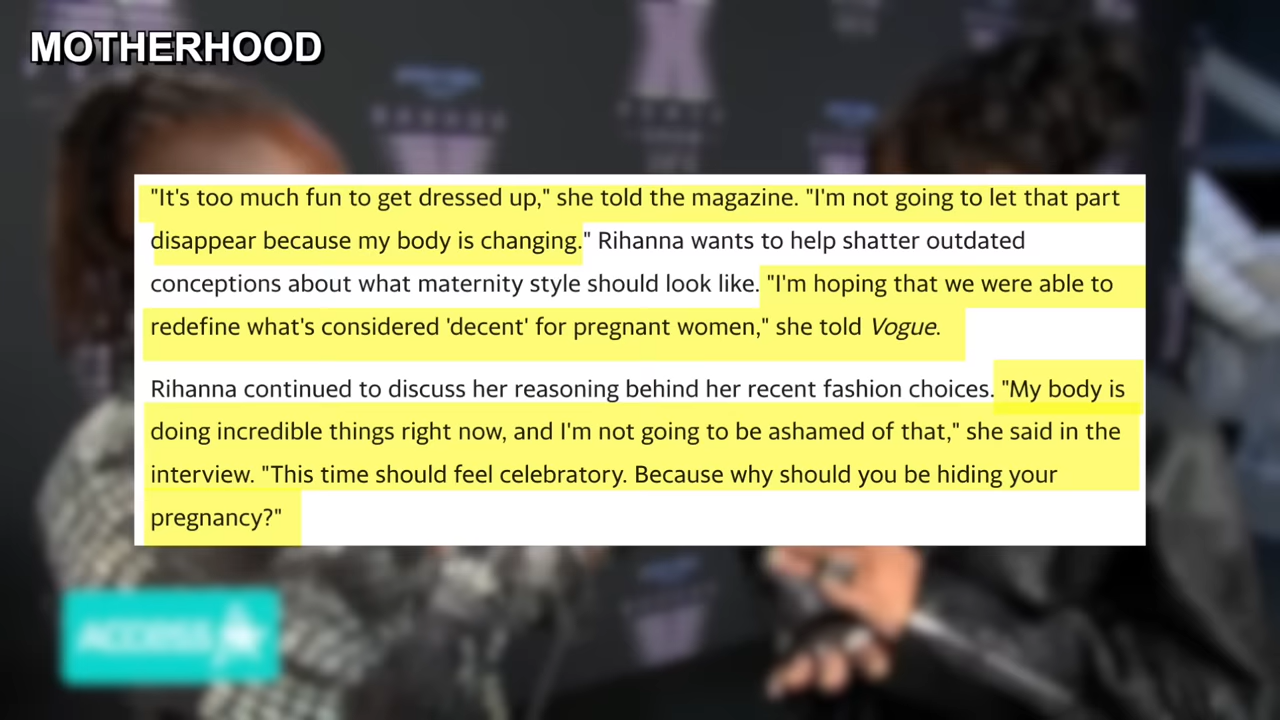 MOTHERHOOD
"It's too much fun to get dressed up," she told the magazine. "I'm not going to let that part
disappear because my body is changing." Rihanna wants to help shatter outdated
conceptions about what maternity style should look like. "I'm hoping that we were able to
redefine what's considered 'decent' for pregnant women," she told Vogue.
Rihanna continued to discuss her reasoning behind her recent fashion choices. "My body is
doing incredible things right now, and I'm not going to be ashamed of that," she said in the
interview. "This time should feel celebratory. Because why should you be hiding your
pregnancy?"
ACCESS